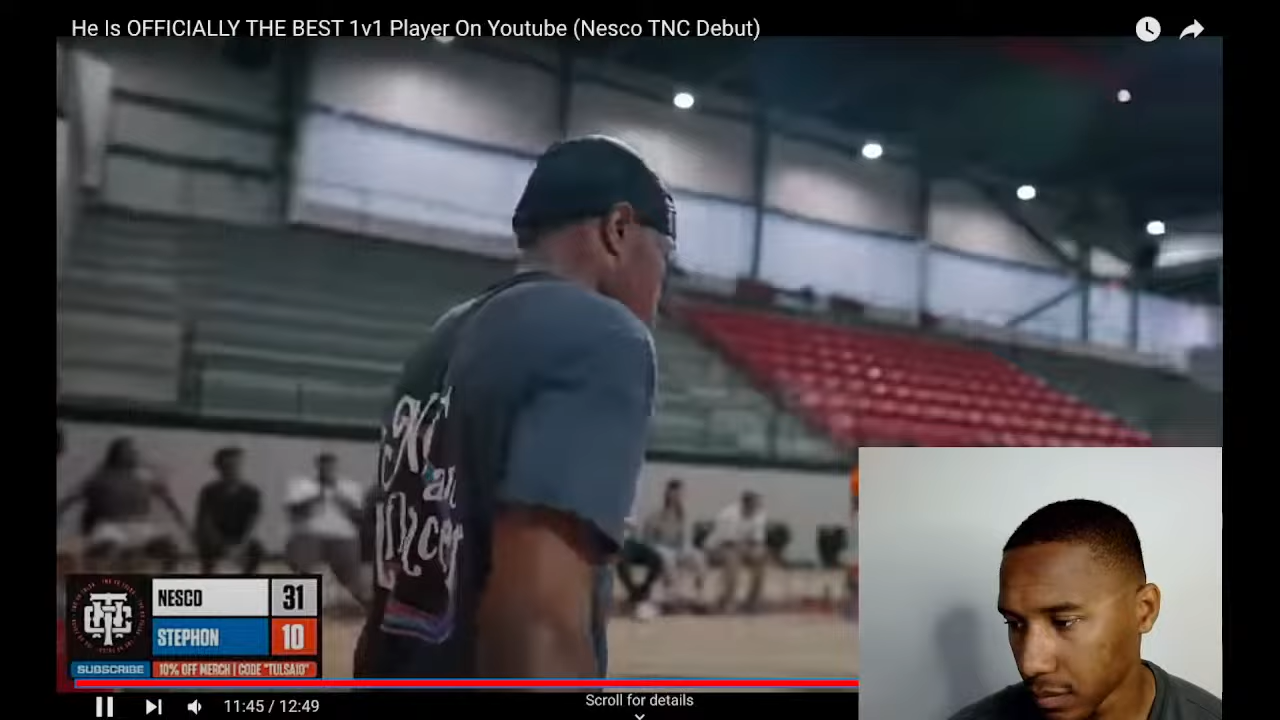 He Is OFFICIALLY THE BEST 1v1 Player On Youtube (Nesco TNC Debut)
NESCO 31
STEPHON 10
SUBSCRIBE 10% OFF MERCH | CODE "TULSA10"
11:45 / 12:49
Scroll for details